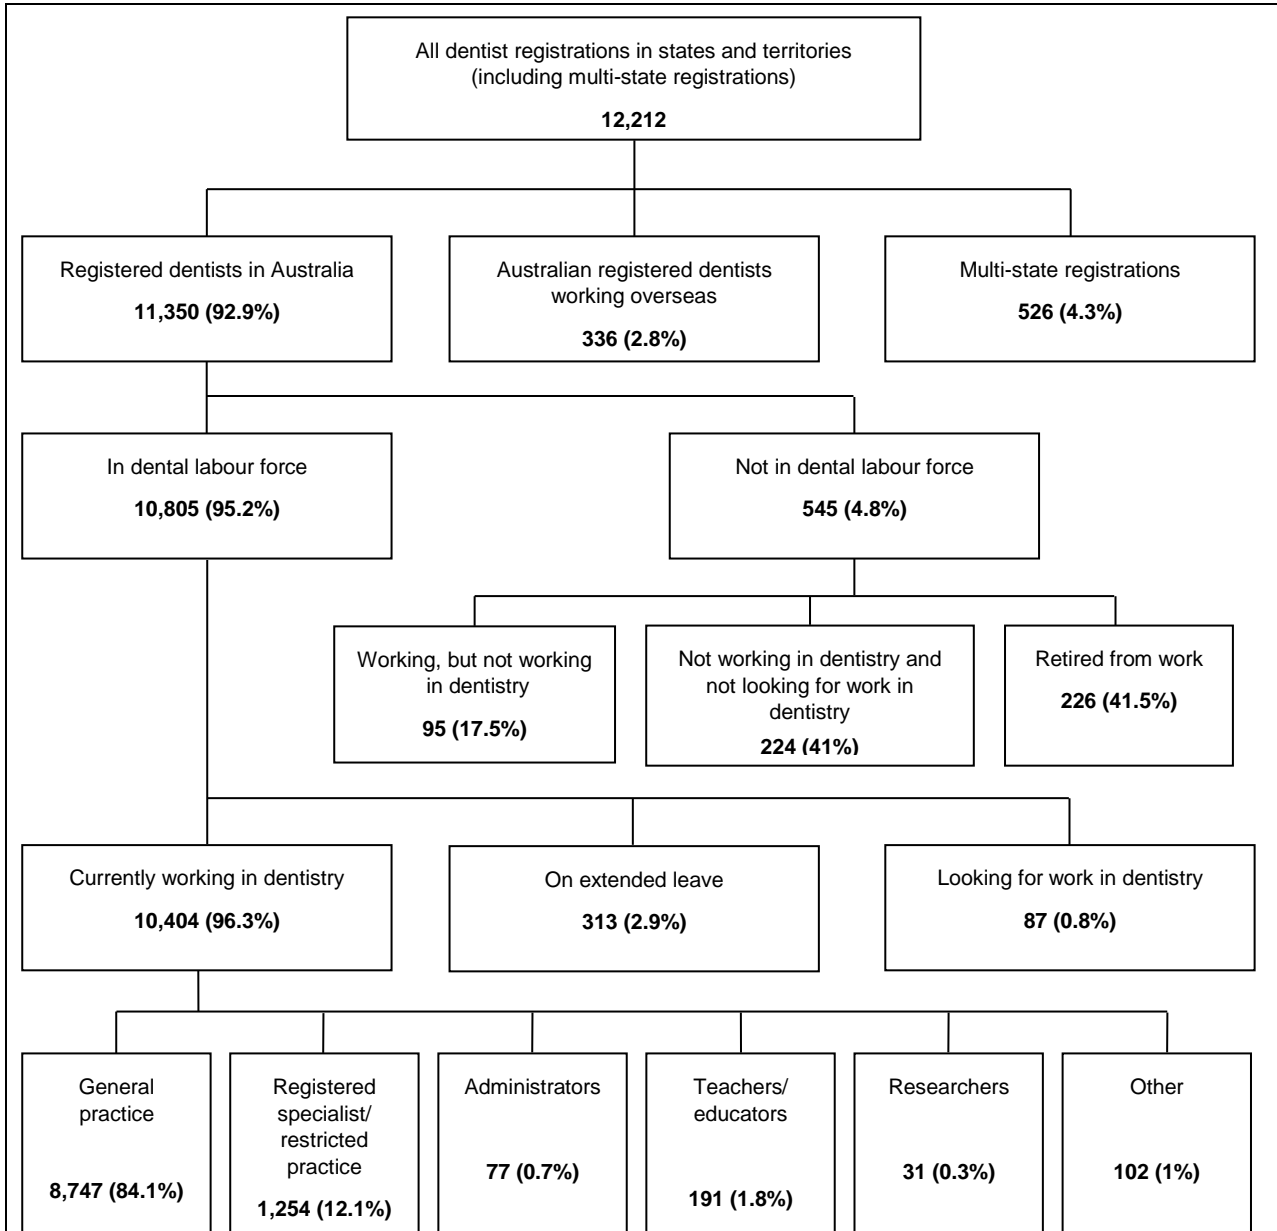 All dentist registrations in states and territories
(including multi-state registrations)
12,212
Registered dentists in Australia
11,350 (92.9%)
Australian registered dentists
working overseas
336 (2.8%)
Multi-state registrations
526 (4.3%)
In dental labour force
10,805 (95.2%)
Not in dental labour force
545 (4.8%)
Working, but not working
in dentistry
95 (17.5%)
Not working in dentistry and
not looking for work in
dentistry
224 (41%)
Retired from work
226 (41.5%)
Currently working in dentistry
10,404 (96.3%)
On extended leave
313 (2.9%)
Looking for work in dentistry
87 (0.8%)
General
practice
8,747 (84.1%)
Registered
specialist/
restricted
practice
1,254 (12.1%)
Administrators
77 (0.7%)
Teachers/
educators
191 (1.8%)
Researchers
31 (0.3%)
Other
102 (1%)